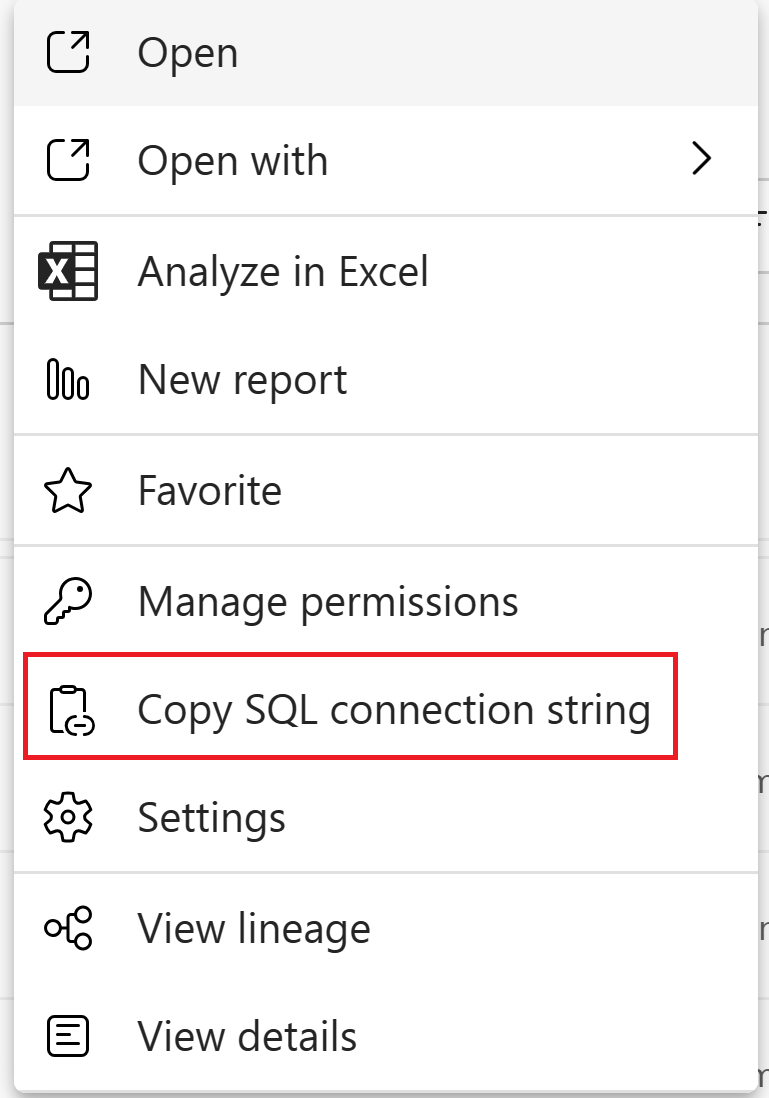 Open
Open with
Analyze in Excel
New report
Favorite
Manage permissions
Copy SQL connection string
Settings
View lineage
View details